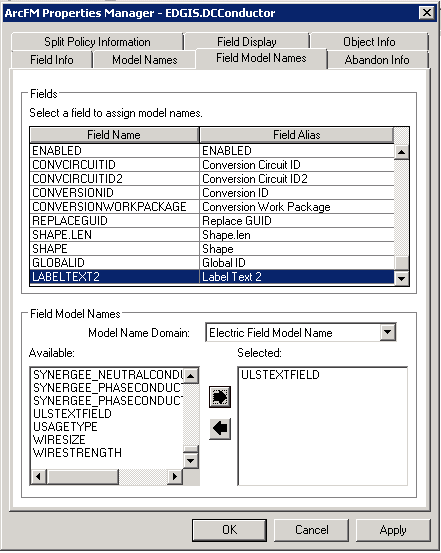 ArcFM Properties Manager - EDGIS.DCConductor
Split Policy Information Field Display Object Info
Field Info Model Names Field Model Names Abandon Info
Fields
Select a field to assign model names.
Field Name Field Alias
ENABLED ENABLED
CONVCIRCUITID Conversion Circuit ID
CONVCIRCUITID2 Conversion Circuit ID2
CONVERSIONID Conversion ID
CONVERSIONWORKPACKAGE Conversion Work Package
REPLACEGUID Replace GUID
SHAPE.LEN Shape.len
SHAPE Shape
GLOBALID Global ID
LABELTEXT2 Label Text 2
Field Model Names
Model Name Domain: Electric Field Model Name
Available: Selected:
SYNERGEE_NEUTRALCONDU ULSTEXTFIELD
SYNERGEE_PHASECONDUCT
SYNERGEE_PHASECONDUCT
ULSTEXTFIELD
USAGETYPE
WIRESIZE
WIRESTRENGTH
OK Cancel Apply